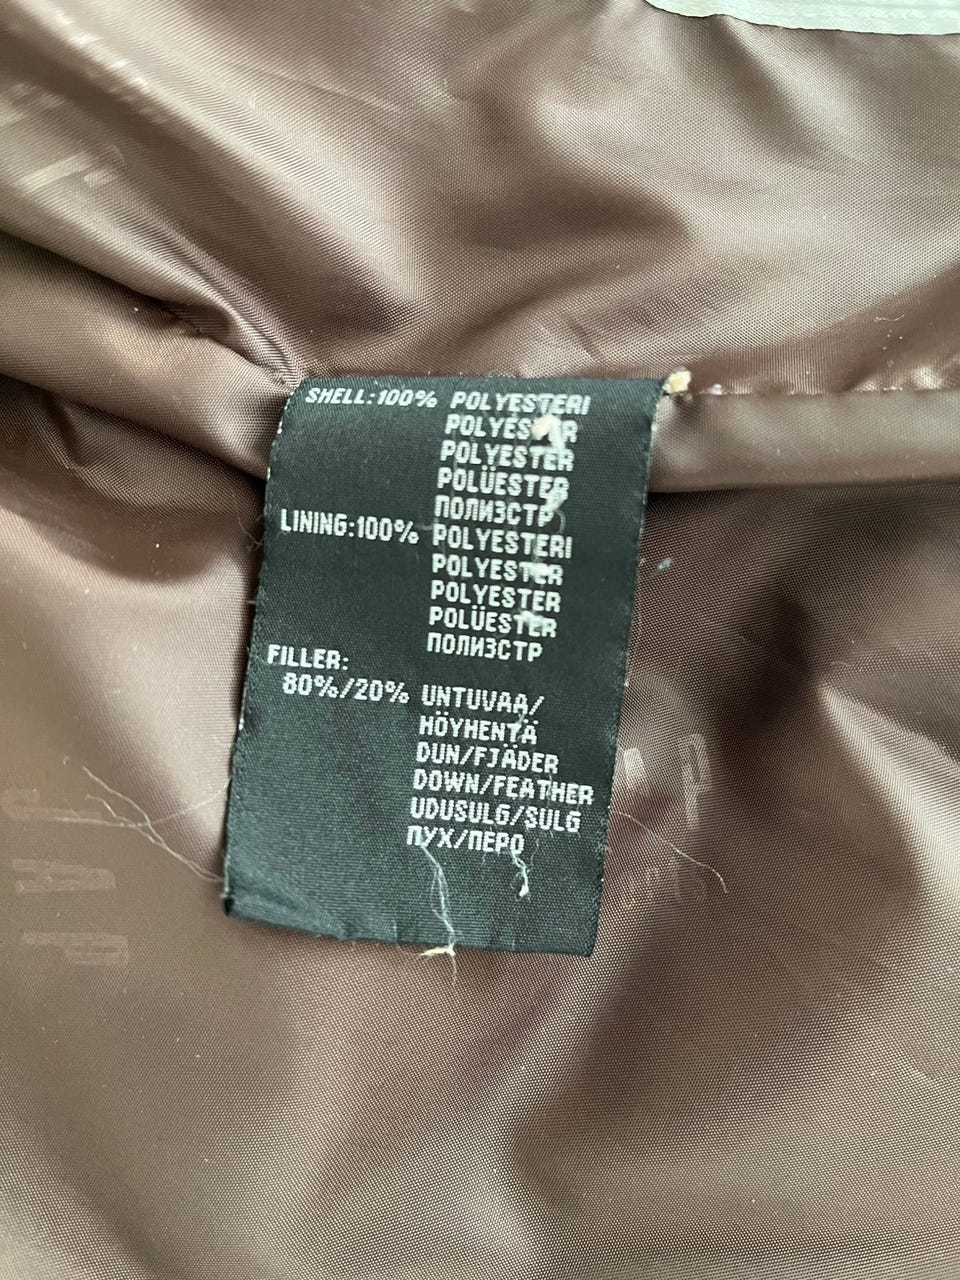 SHELL:100% POLYESTERI
POLYESTER
POLYESTER
POLÜESTER
ПОЛИЭСТР
LINING:100% POLYESTERI
POLYESTER
POLYESTER
POLÜESTER
ПОЛИЭСТР
FILLER:
80%/20% UNTUVAA/
HÖYHENTÄ
DUN/FJÄDER
DOWN/FEATHER
UDUSULG/SULG
ПУХ/ПЕРО